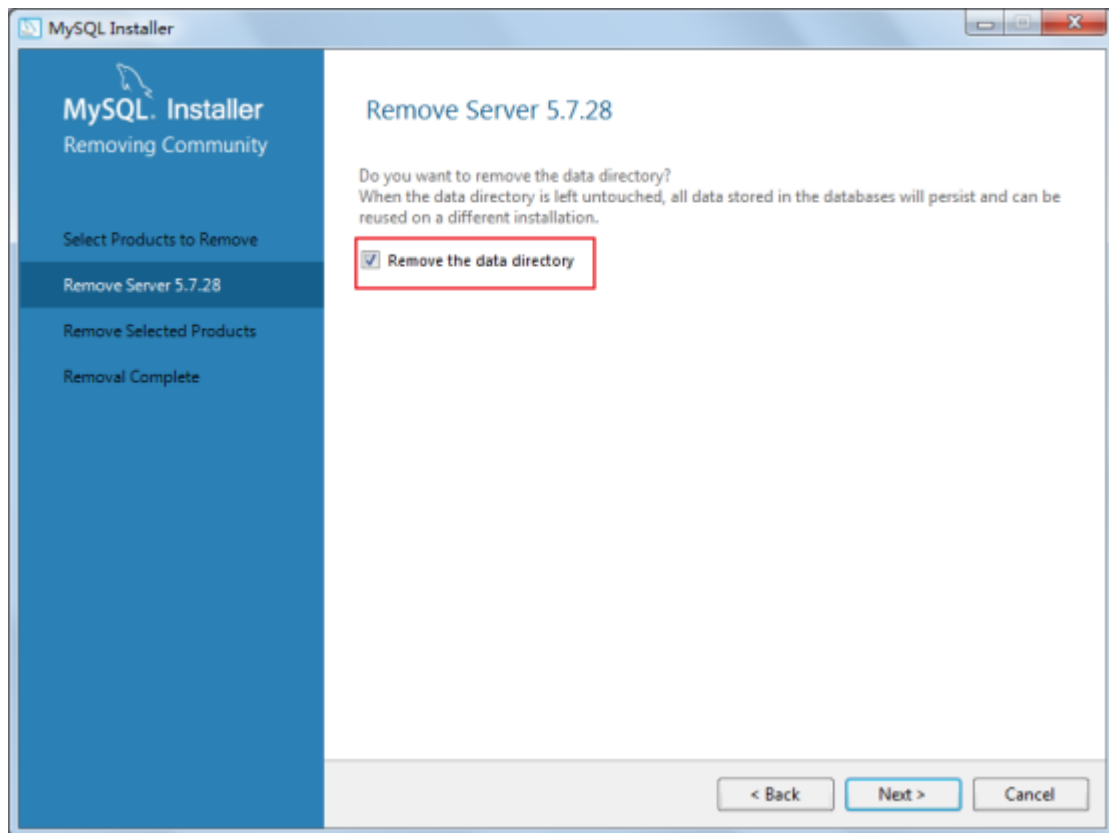 MySQL Installer
MySQL. Installer
Removing Community
Select Products to Remove
Remove Server 5.7.28
Remove Selected Products
Removal Complete
Remove Server 5.7.28
Do you want to remove the data directory?
When the data directory is left untouched, all data stored in the databases will persist and can be
reused on a different installation.
Remove the data directory
< Back
Next >
Cancel